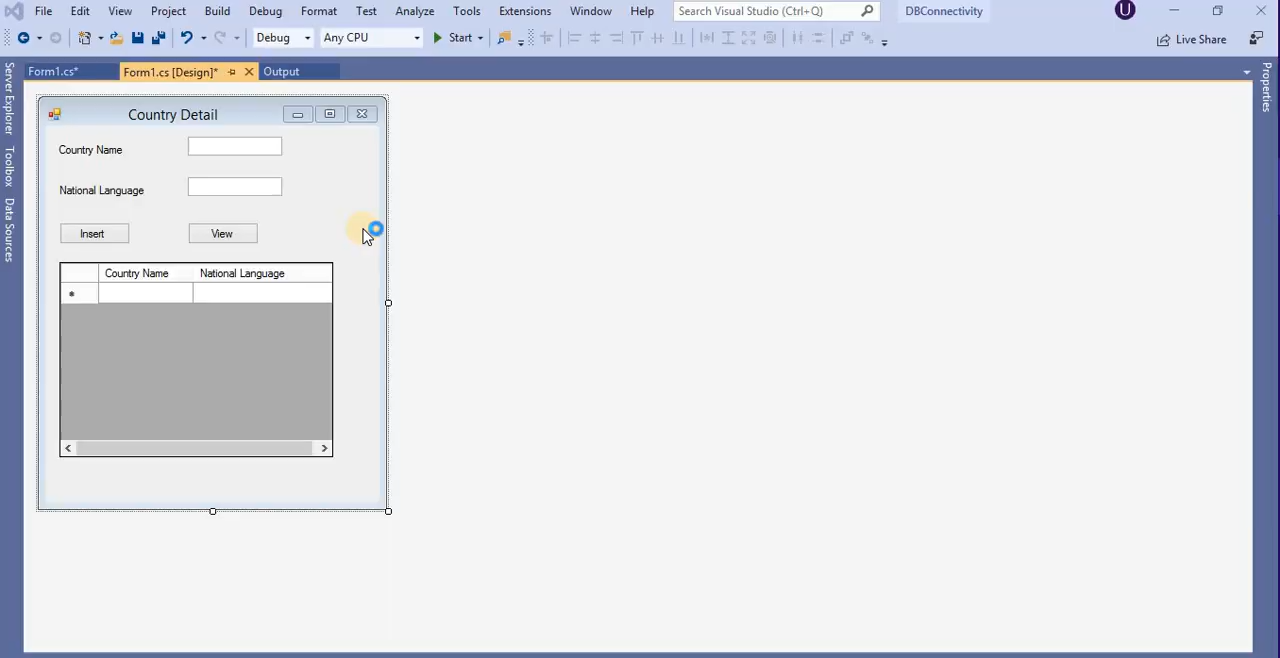 File Edit View Project Build Debug Format Test Analyze Tools Extensions Window Help Search Visual Studio (Ctrl+Q) DBConnectivity U
Debug Any CPU Start Live Share
Form1.cs* Form1.cs [Design]* Output
Server Explorer
Toolbox
Data Sources
Properties
Country Detail
Country Name
National Language
Insert View
Country Name National Language